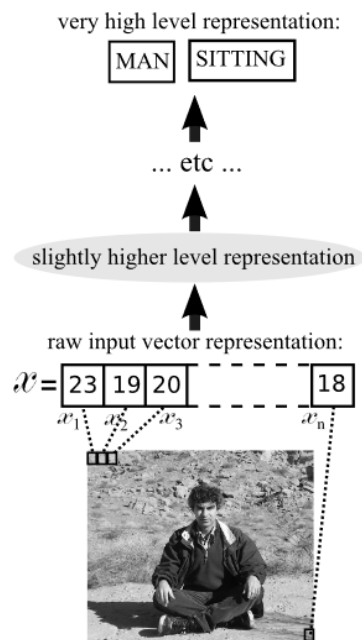 very high level representation:
MAN SITTING
... etc ...
slightly higher level representation
raw input vector representation:
x= 23 19 20 18
x1 x2 x3 xn